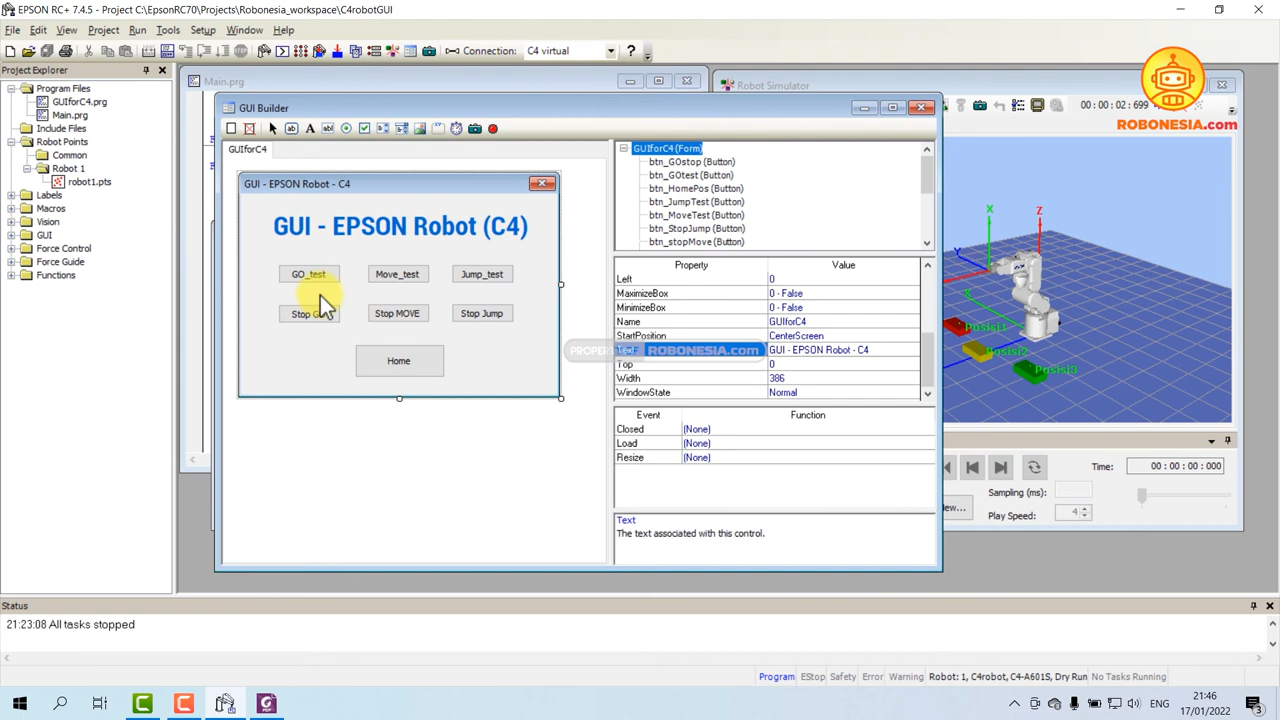 EPSON RC+ 7.4.5 - Project C:\EpsonRC70\Projects\Robonesia_workspace\C4robotGUI
File Edit View Project Run Tools Setup Window Help
Connection: C4 virtual
Project Explorer
Program Files
GUIforC4.prg
Main.prg
Include Files
Robot Points
Common
Robot 1
robot1.pts
Labels
Macros
Vision
GUI
Force Control
Force Guide
Functions
Main.prg
GUI Builder
GUIforC4
GUI - EPSON Robot - C4
GUI - EPSON Robot (C4)
GO_test Move_test Jump_test
Stop MOVE Stop Jump
Home
GUIforC4 (Form)
btn_GOstop (Button)
btn_GOtest (Button)
btn_HomePos (Button)
btn_JumpTest (Button)
btn_MoveTest (Button)
btn_StopJump (Button)
btn_stopMove (Button)
Property Value
Left 0
MaximizeBox 0 - False
MinimizeBox 0 - False
Name GUIforC4
StartPosition CenterScreen
GUI - EPSON Robot - C4
ROBONESIA.com
Top 0
Width 386
WindowState Normal
Event Function
Closed (None)
Load (None)
Resize (None)
Text
The text associated with this control.
Robot Simulator
00 : 00 : 02 : 699
ROBONESIA.com
X
Z
Y
Posisi1
Posisi2
Posisi3
Time: 00 : 00 : 00 : 000
Sampling (ms):
Play Speed: 4
Status
21:23:08 All tasks stopped
Program EStop Safety Error Warning Robot: 1, C4robot, C4-A601S, Dry Run No Tasks Running
ENG
21:46
17/01/2022
3